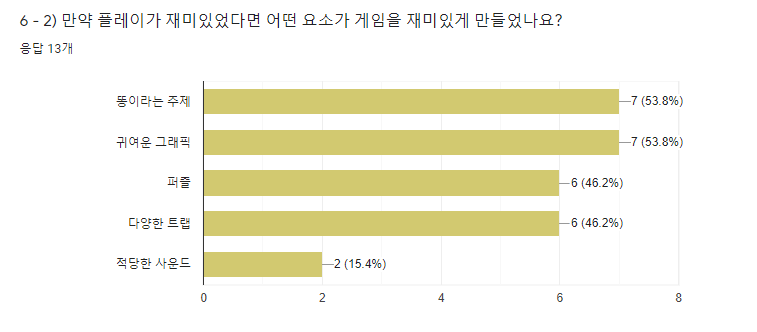 6 - 2) 만약 플레이가 재미있었다면 어떤 요소가 게임을 재미있게 만들었나요?
응답 13개
똥이라는 주제
7 (53.8%)
귀여운 그래픽
7 (53.8%)
퍼즐
6 (46.2%)
다양한 트랩
6 (46.2%)
적당한 사운드
2 (15.4%)
0 2 4 6 8